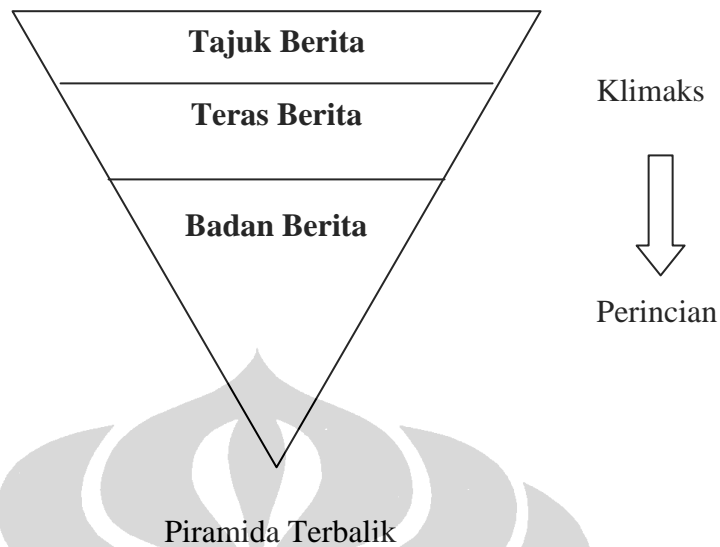 Tajuk Berita
Klimaks
Teras Berita
Badan Berita
Perincian
Piramida Terbalik